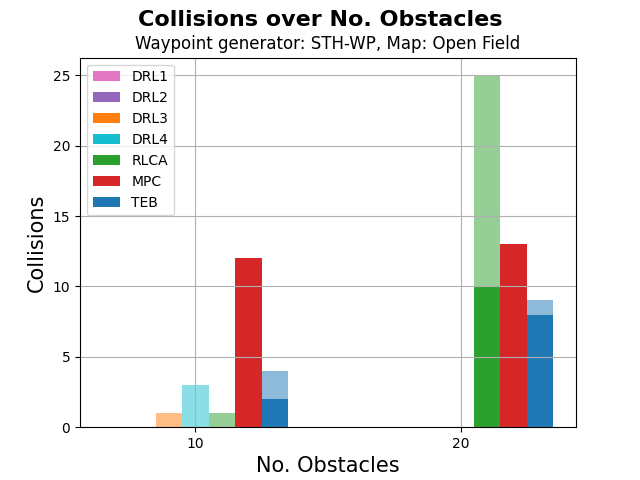 Collisions over No. Obstacles
Waypoint generator: STH-WP, Map: Open Field
25
20
15
10
5
0
Collisions
DRL1
DRL2
DRL3
DRL4
RLCA
MPC
TEB
10
20
No. Obstacles